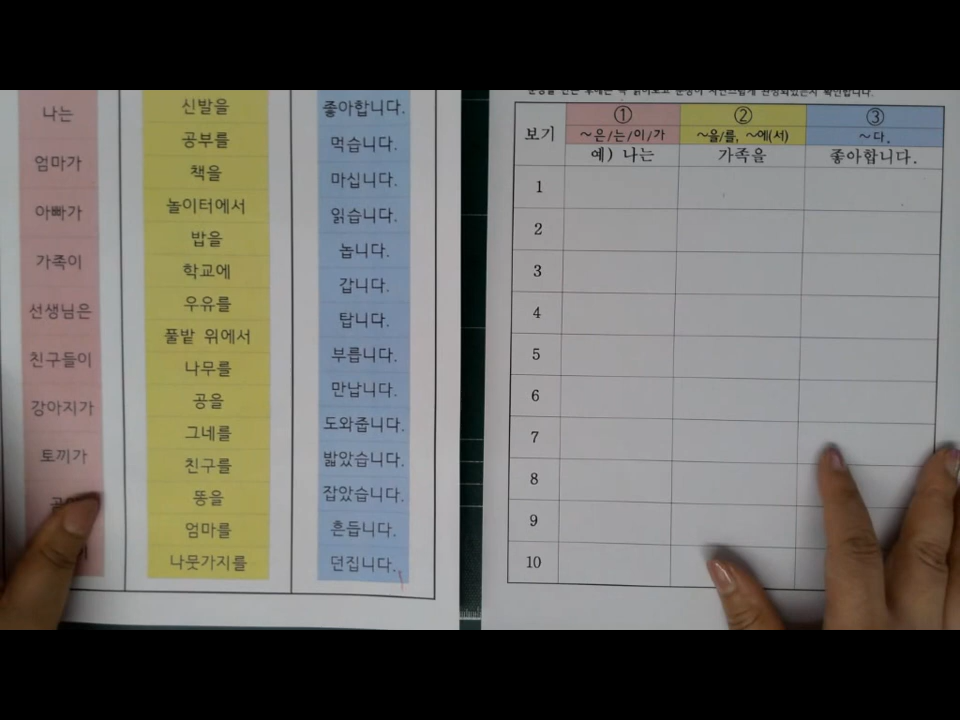 나는
엄마가
아빠가
가족이
선생님은
친구들이
강아지가
토끼가
신발을
공부를
책을
놀이터에서
밥을
학교에
우유를
풀밭 위에서
나무를
공을
그네를
친구를
똥을
엄마를
나뭇가지를
좋아합니다.
먹습니다.
마십니다.
읽습니다.
놉니다.
갑니다.
탑니다.
부릅니다.
만납니다.
도와줍니다.
밟았습니다.
잡았습니다.
흔듭니다.
던집니다.
보기 ① ② ③
~은/는/이/가 ~을/를, ~에(서) ~다.
예) 나는 가족을 좋아합니다.
1
2
3
4
5
6
7
8
9
10